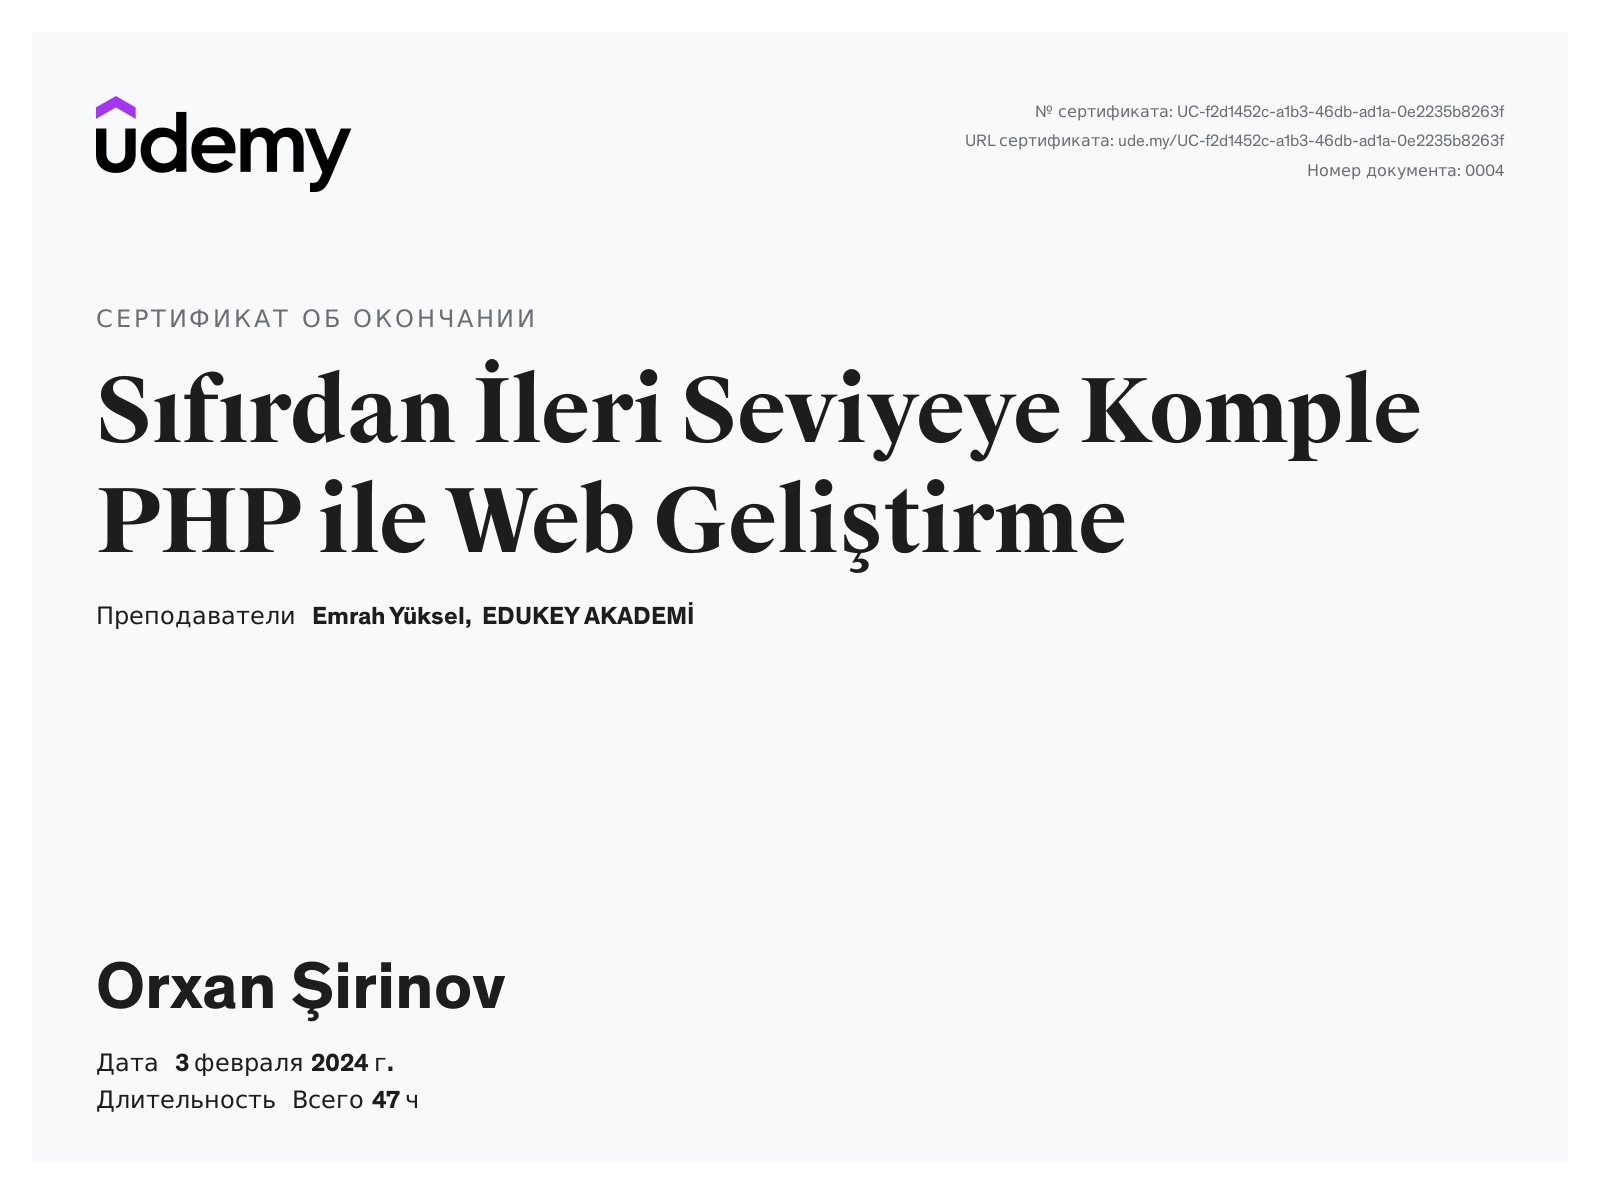 udemy
№ сертификата: UC-f2d1452c-a1b3-46db-ad1a-0e2235b8263f
URL сертификата: ude.my/UC-f2d1452c-a1b3-46db-ad1a-0e2235b8263f
Номер документа: 0004
СЕРТИФИКАТ ОБ ОКОНЧАНИИ
Sıfırdan İleri Seviyeye Komple
PHP ile Web Geliştirme
Преподаватели Emrah Yüksel, EDUKEY AKADEMİ
Orxan Şirinov
Дата 3 февраля 2024 г.
Длительность Всего 47 ч